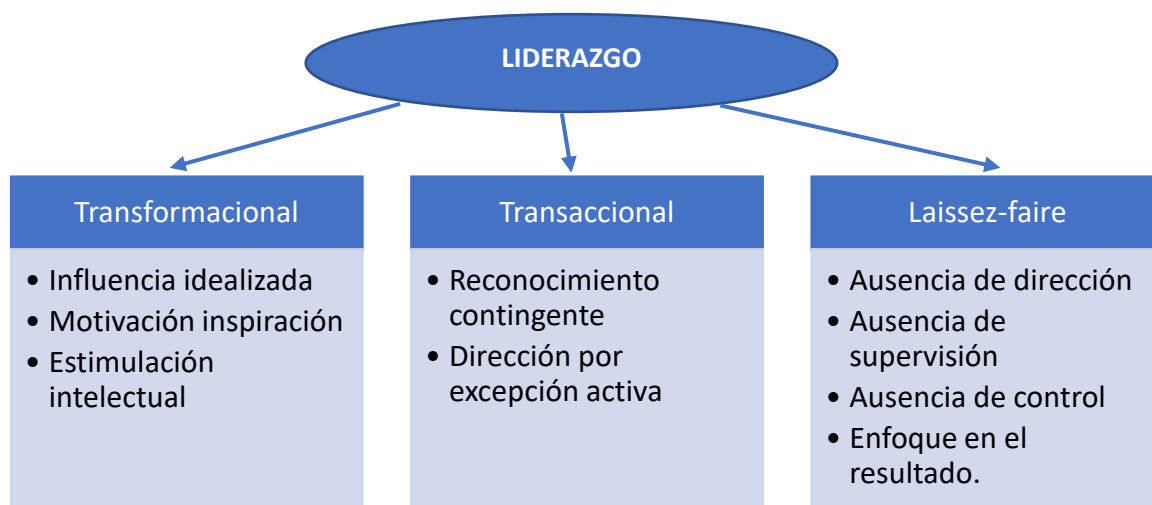 LIDERAZGO
Transformacional
• Influencia idealizada
• Motivación inspiración
• Estimulación
intelectual
Transaccional
• Reconocimiento
contingente
• Dirección por
excepción activa
Laissez-faire
• Ausencia de dirección
• Ausencia de
supervisión
• Ausencia de control
• Enfoque en el
resultado.